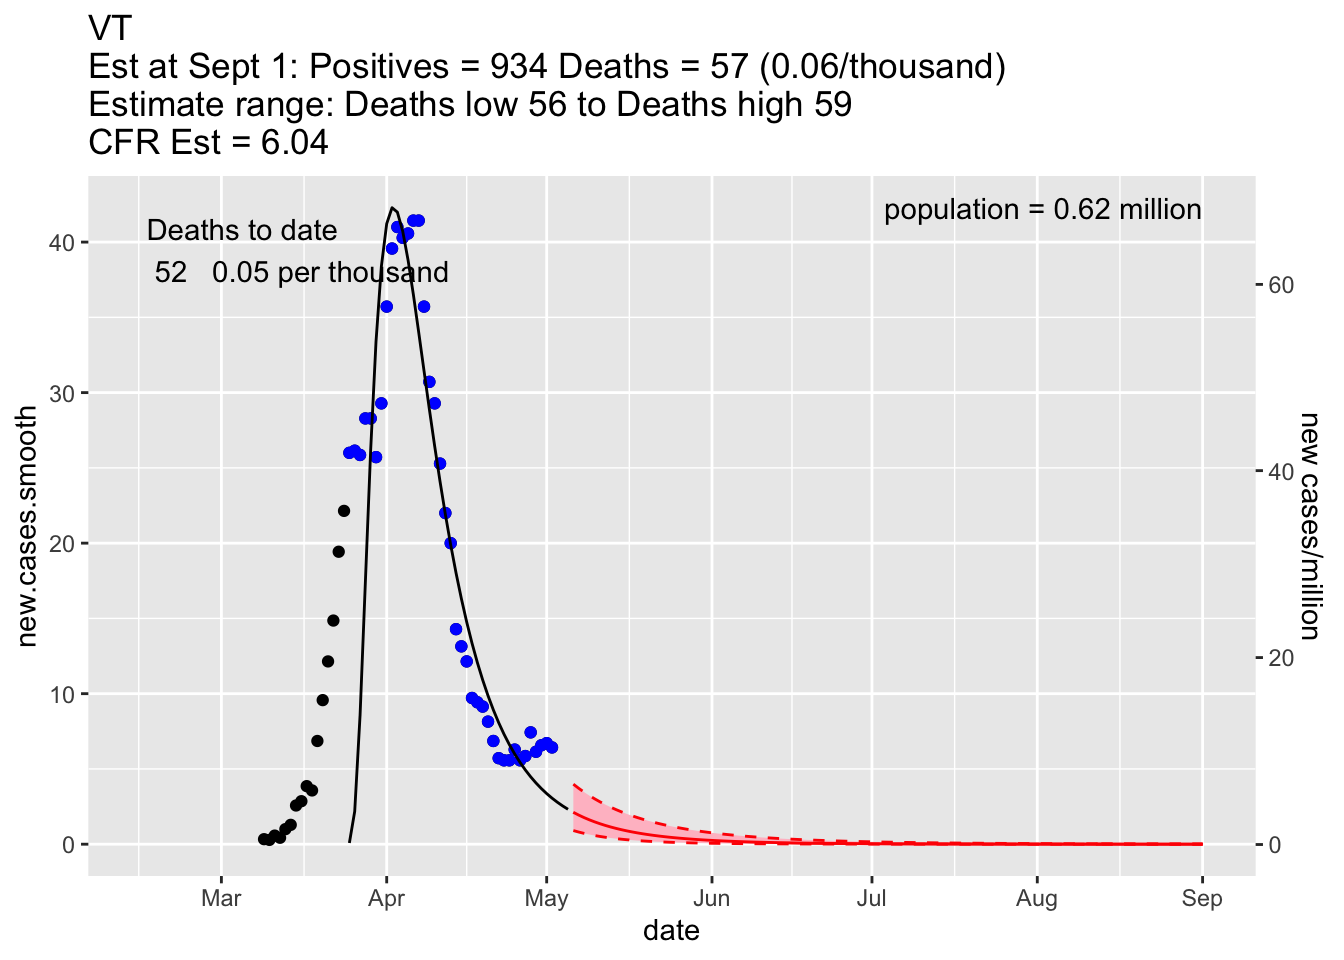 VT
Est at Sept 1: Positives = 934 Deaths = 57 (0.06/thousand)
Estimate range: Deaths low 56 to Deaths high 59
CFR Est = 6.04
population = 0.62 million
Deaths to date
52 0.05 per thousand
40
30
20
10
0
new.cases.smooth
60
40
20
0
new cases/million
Mar Apr May Jun Jul Aug Sep
date